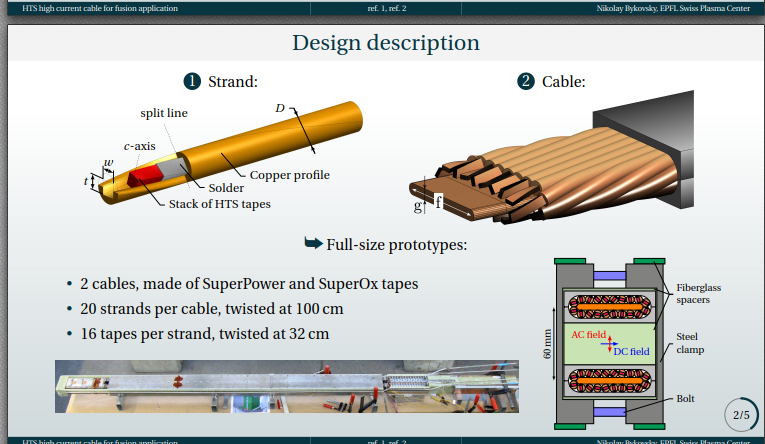 HTS high current cable for fusion application
ref. 1, ref. 2
Nikolay Bykovsky, EPFL Swiss Plasma Center
Design description
1 Strand:
2 Cable:
D
split line
c-axis
w
t
Copper profile
Solder
Stack of HTS tapes
g
f
➥ Full-size prototypes:
• 2 cables, made of SuperPower and SuperOx tapes
• 20 strands per cable, twisted at 100 cm
• 16 tapes per strand, twisted at 32 cm
Fiberglass
spacers
AC field
DC field
60 mm
Steel
clamp
Bolt
2/5
HTS high current cable for fusion application
ref. 1, ref. 2
Nikolay Bykovsky, EPFL Swiss Plasma Center